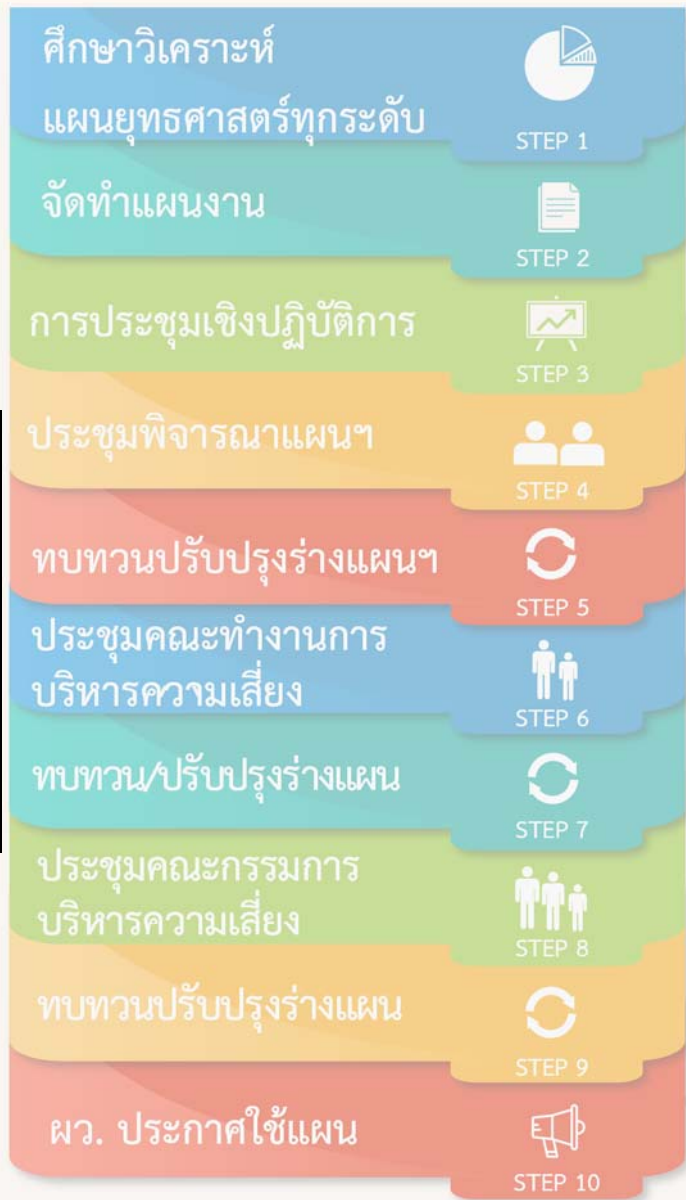 ศึกษาวิเคราะห์
แผนยุทธศาสตร์ทุกระดับ
STEP 1
จัดทำแผนงาน
STEP 2
การประชุมเชิงปฏิบัติการ
STEP 3
ประชุมพิจารณาแผนฯ
STEP 4
ทบทวนปรับปรุงร่างแผนฯ
STEP 5
ประชุมคณะทำงานการ
บริหารความเสี่ยง
STEP 6
ทบทวน/ปรับปรุงร่างแผน
STEP 7
ประชุมคณะกรรมการ
บริหารความเสี่ยง
STEP 8
ทบทวนปรับปรุงร่างแผน
STEP 9
ผว. ประกาศใช้แผน
STEP 10